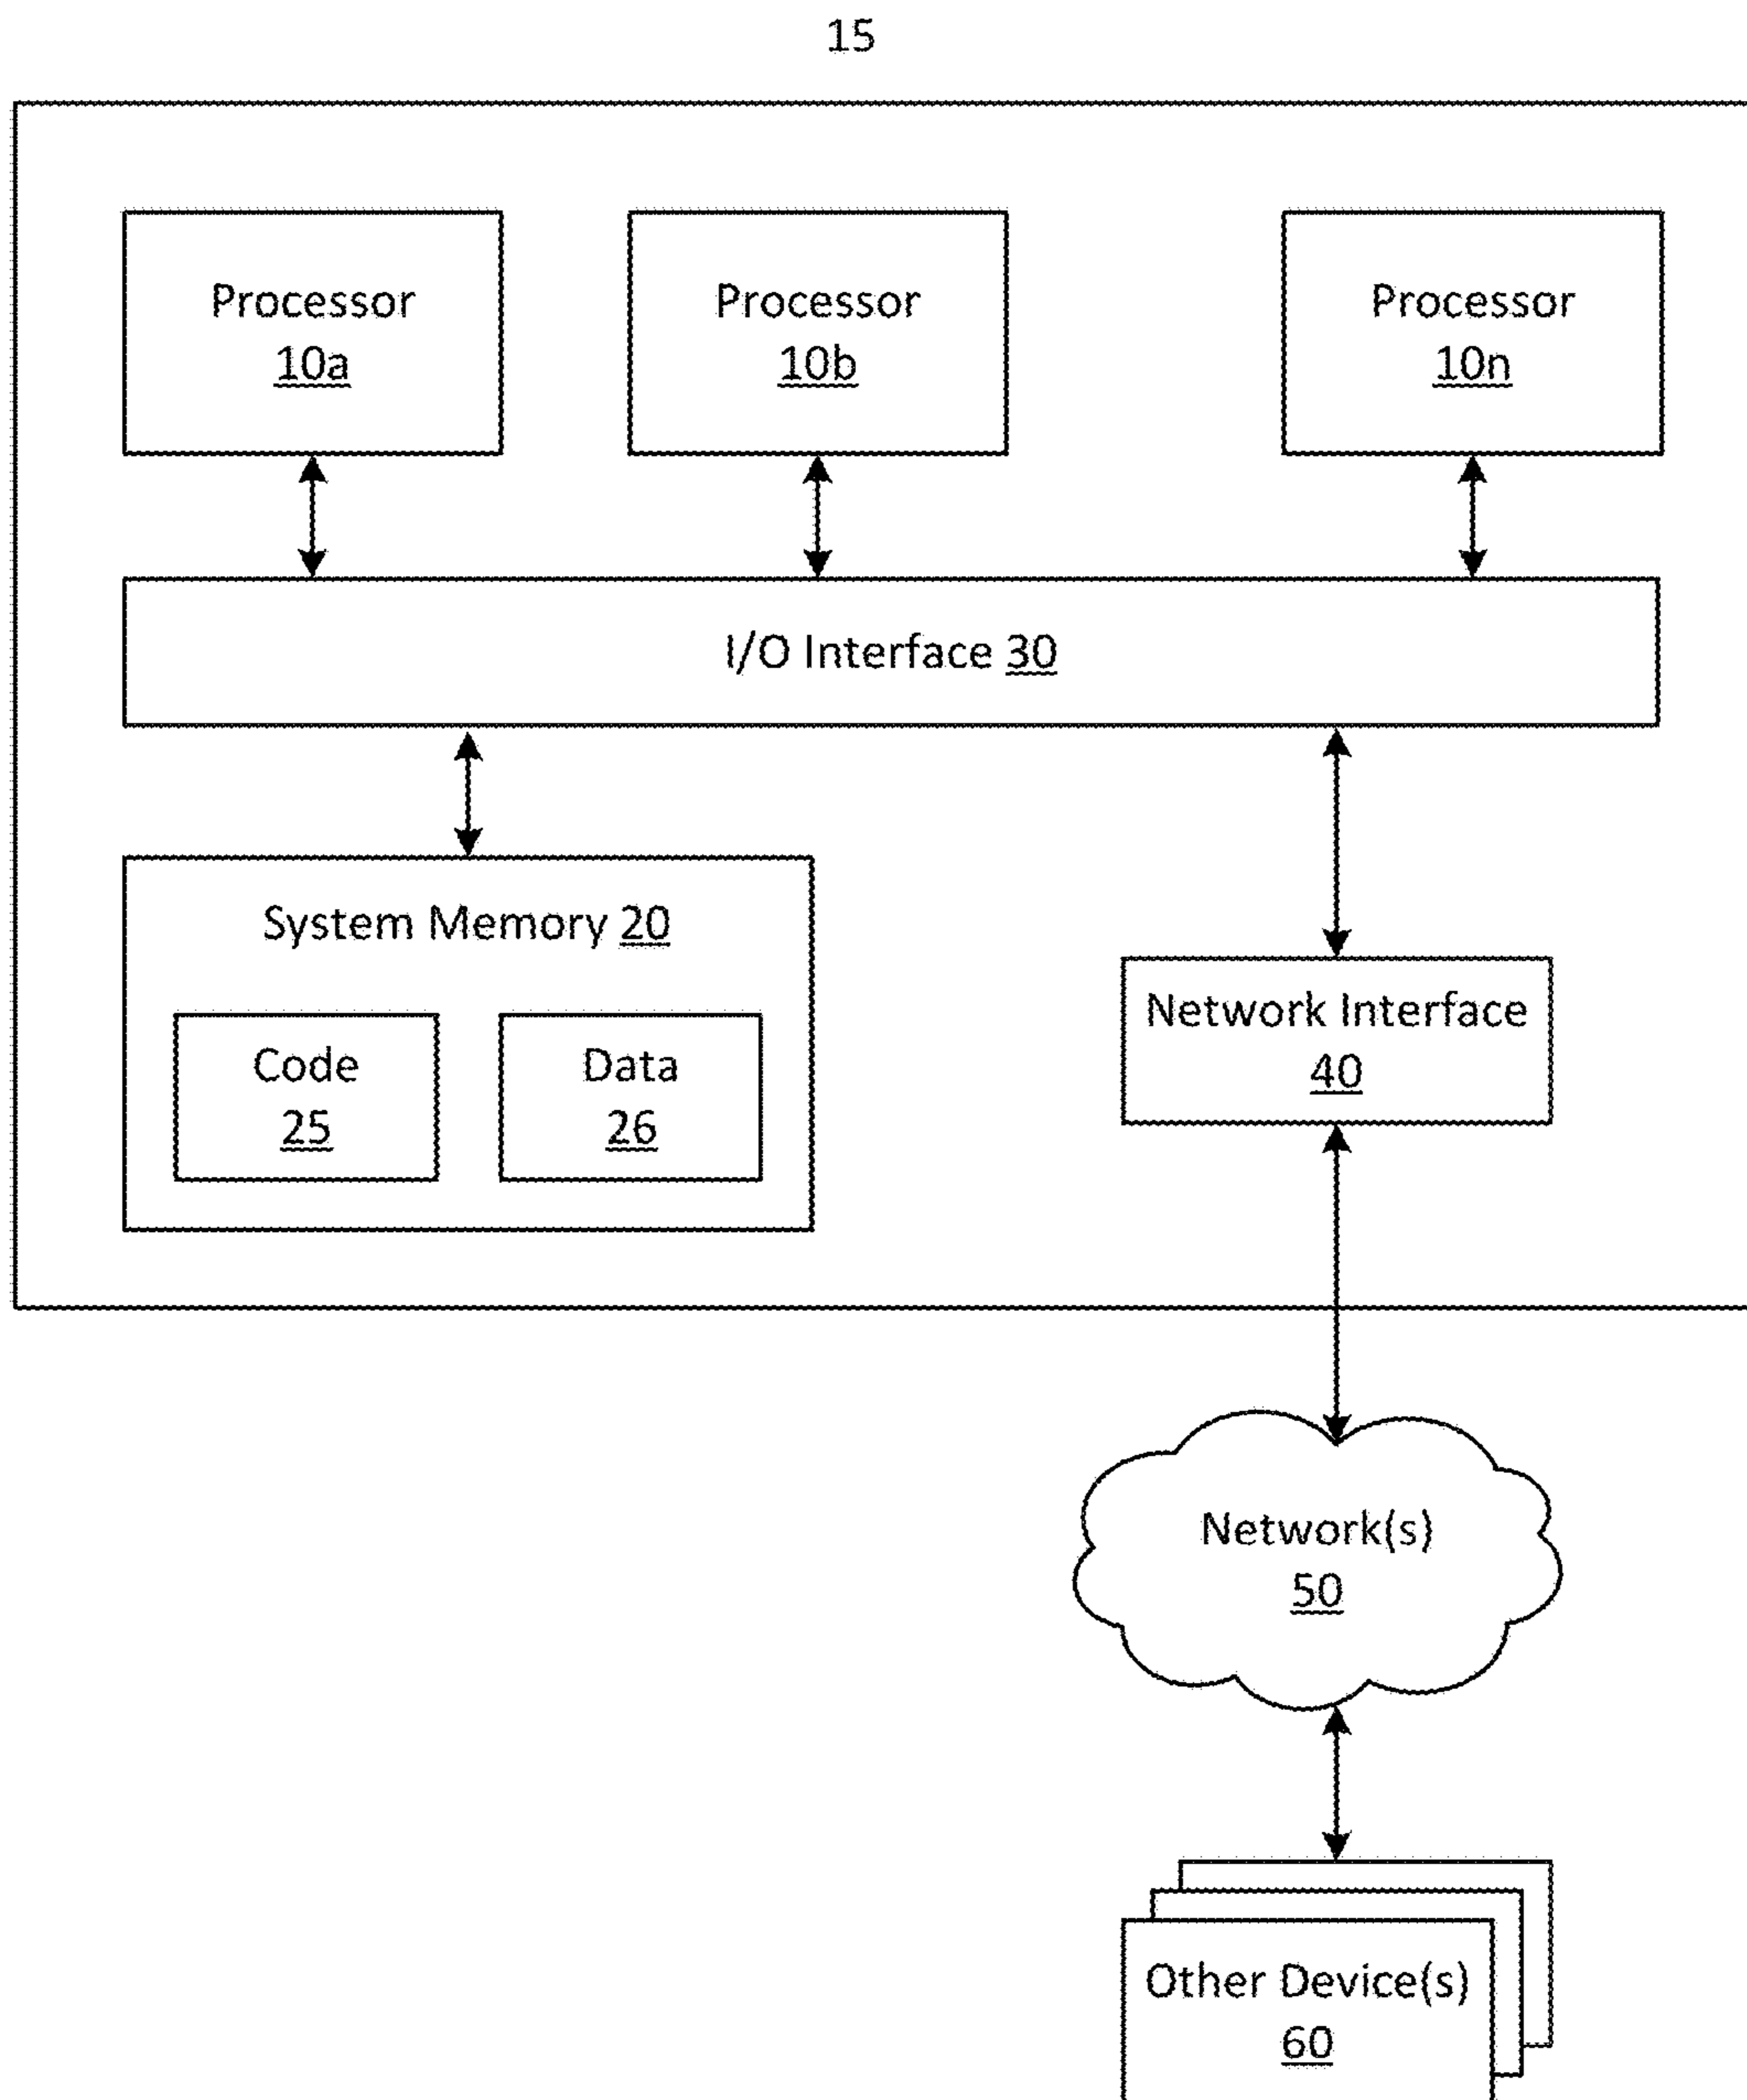 15
Processor
10a
Processor
10b
Processor
10n
I/O Interface 30
System Memory 20
Code
25
Data
26
Network Interface
40
Network(s)
50
Other Device(s)
60